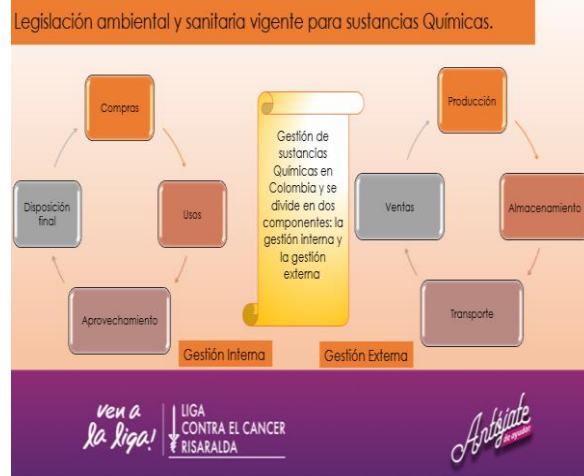 Legislación ambiental y sanitaria vigente para sustancias Químicas.
Compras
Usos
Aprovechamiento
Disposición
final
Gestión Interna
Gestión de
sustancias
Químicas en
Colombia y se
divide en dos
componentes: la
gestión interna y
la gestión
externa
Producción
Almacenamiento
Transporte
Ventas
Gestión Externa
ven a
la liga!
LIGA
CONTRA EL CANCER
RISARALDA
Antójate
de ayudar